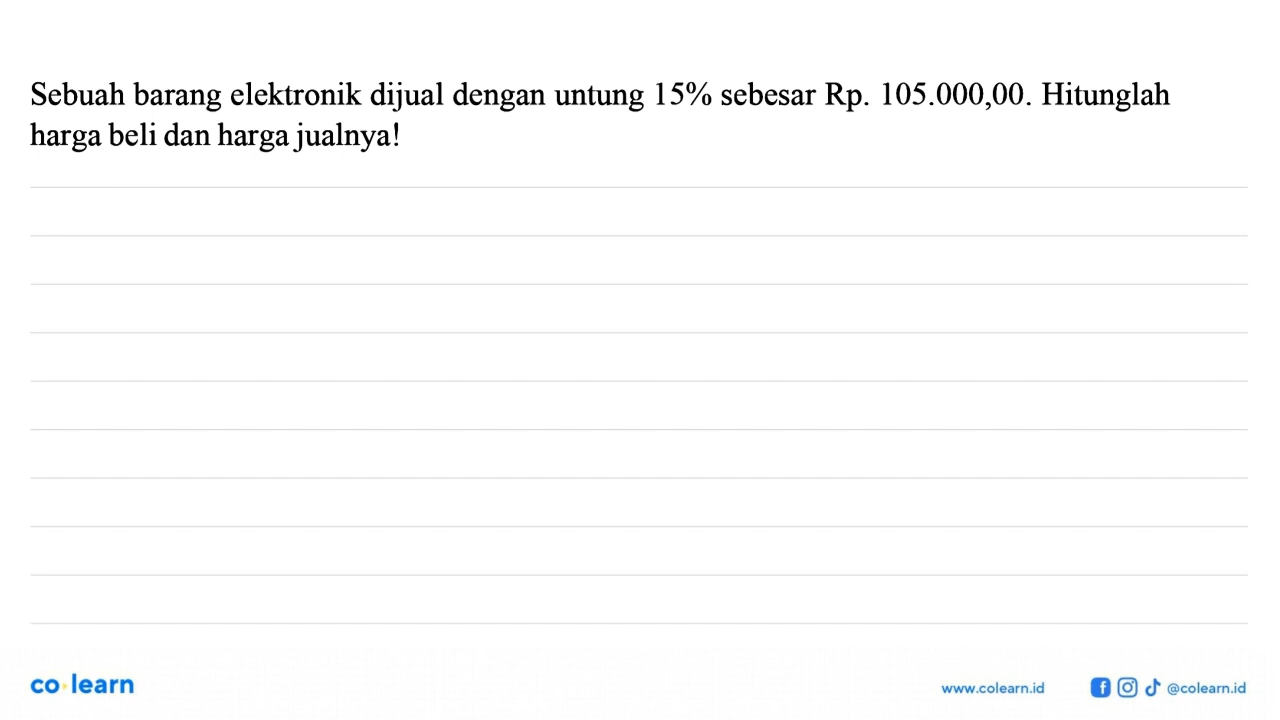 Sebuah barang elektronik dijual dengan untung 15% sebesar Rp. 105.000,00. Hitunglah
harga beli dan harga jualnya!
co·learn
www.colearn.id
@colearn.id